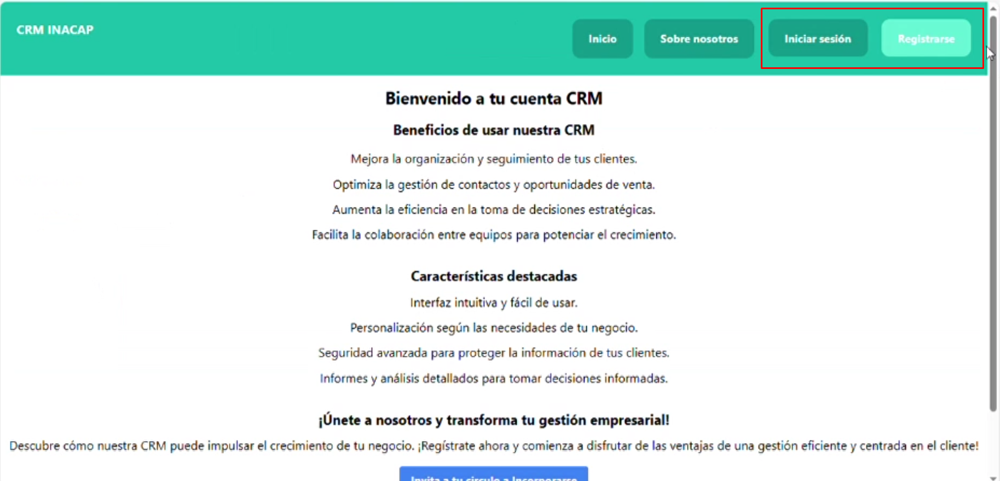 CRM INACAP
Inicio
Sobre nosotros
Iniciar sesión
Registrarse
Bienvenido a tu cuenta CRM
Beneficios de usar nuestra CRM
Mejora la organización y seguimiento de tus clientes.
Optimiza la gestión de contactos y oportunidades de venta.
Aumenta la eficiencia en la toma de decisiones estratégicas.
Facilita la colaboración entre equipos para potenciar el crecimiento.
Características destacadas
Interfaz intuitiva y fácil de usar.
Personalización según las necesidades de tu negocio.
Seguridad avanzada para proteger la información de tus clientes.
Informes y análisis detallados para tomar decisiones informadas.
¡Únete a nosotros y transforma tu gestión empresarial!
Descubre cómo nuestra CRM puede impulsar el crecimiento de tu negocio. ¡Regístrate ahora y comienza a disfrutar de las ventajas de una gestión eficiente y centrada en el cliente!
Invita a tu circulo a Incorporarse